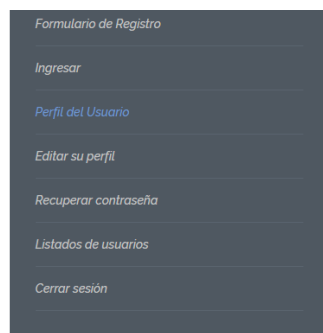 Formulario de Registro
Ingresar
Perfil del Usuario
Editar su perfil
Recuperar contraseña
Listados de usuarios
Cerrar sesión